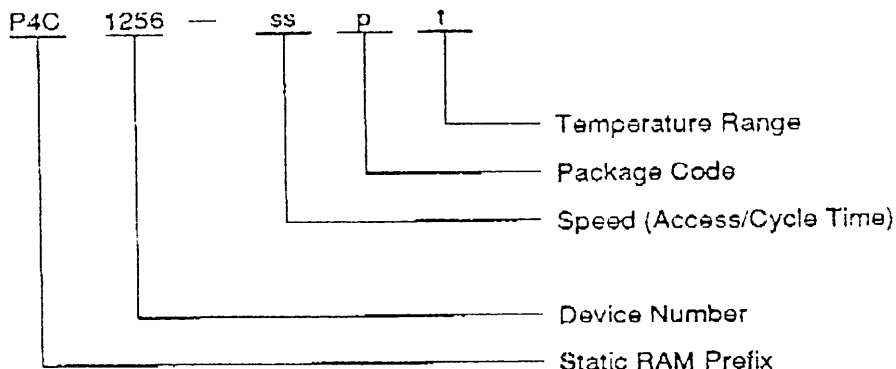 P4C 1256 — ss p t
Temperature Range
Package Code
Speed (Access/Cycle Time)
Device Number
Static RAM Prefix